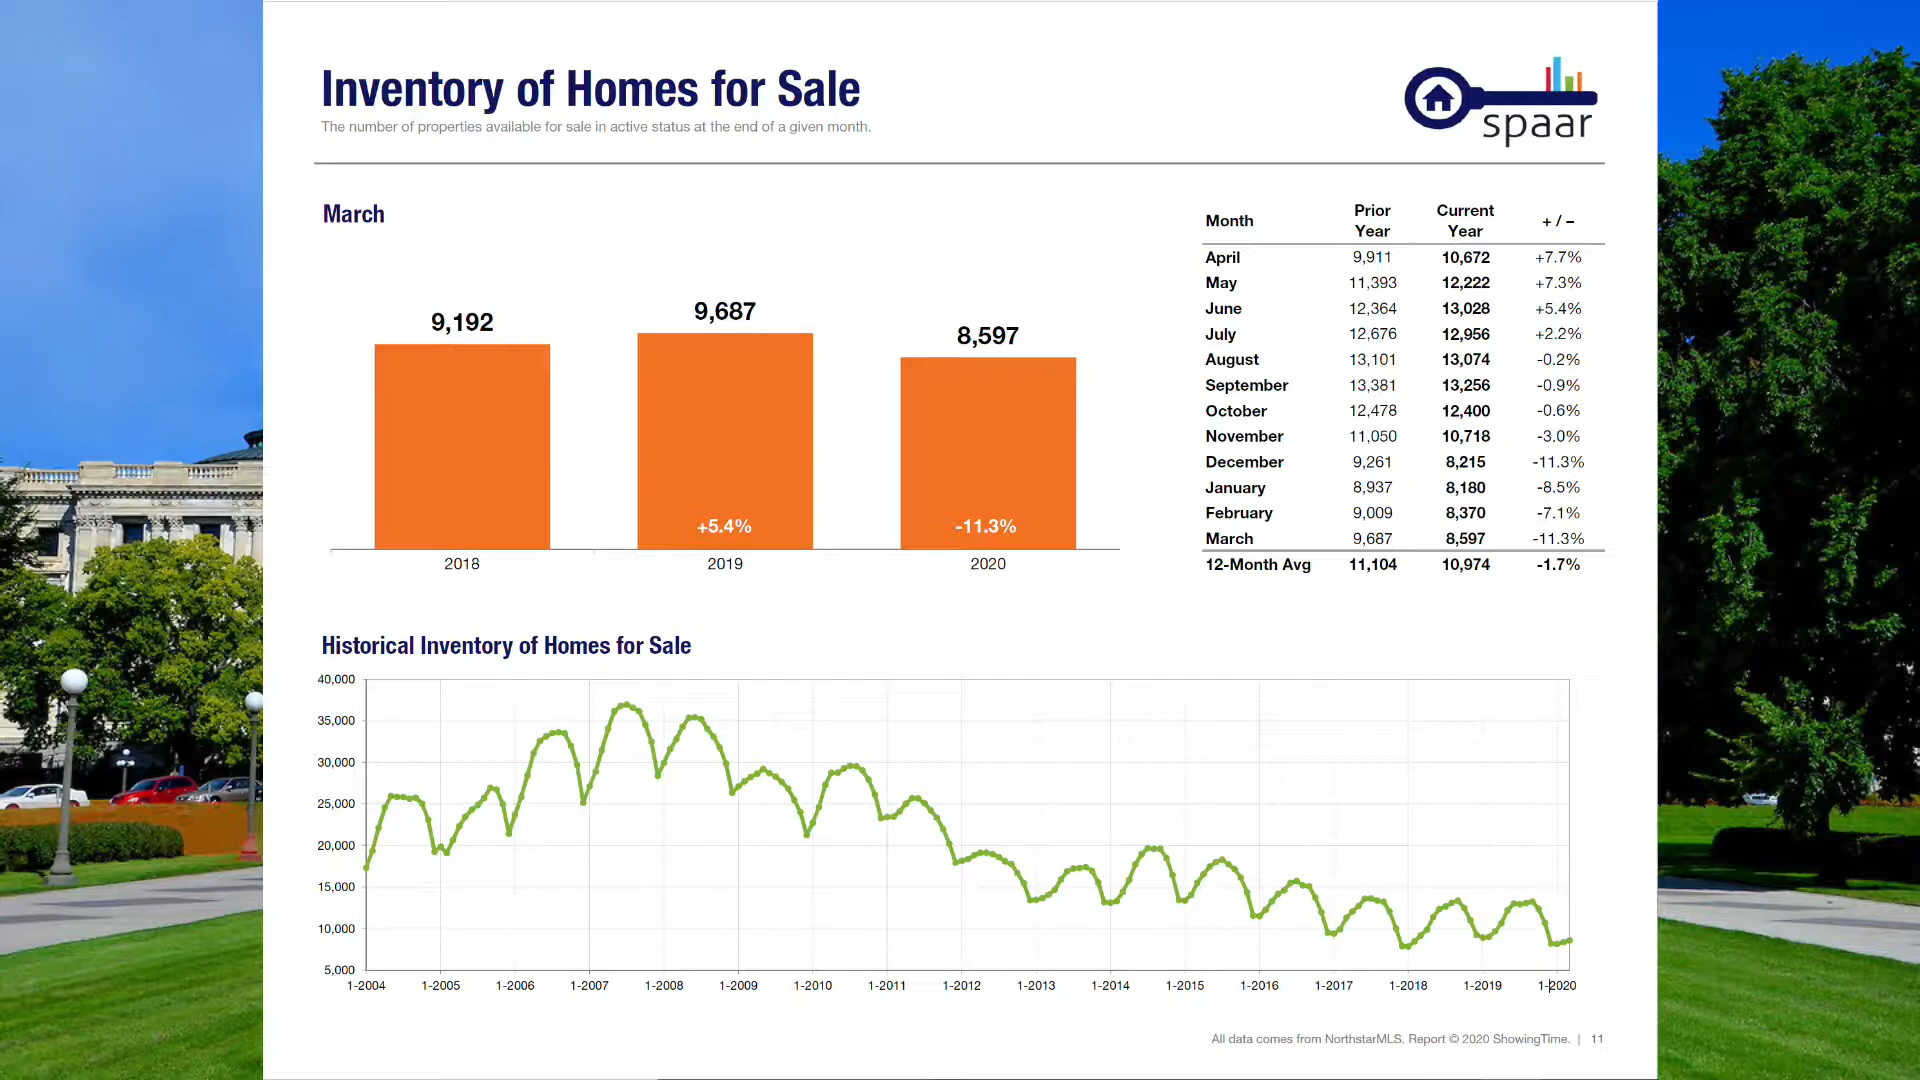 Inventory of Homes for Sale
The number of properties available for sale in active status at the end of a given month.
spaar
March
9,192
9,687
8,597
+5.4%
-11.3%
2018 2019 2020
Month Prior Year Current Year + / –
April 9,911 10,672 +7.7%
May 11,393 12,222 +7.3%
June 12,364 13,028 +5.4%
July 12,676 12,956 +2.2%
August 13,101 13,074 -0.2%
September 13,381 13,256 -0.9%
October 12,478 12,400 -0.6%
November 11,050 10,718 -3.0%
December 9,261 8,215 -11.3%
January 8,937 8,180 -8.5%
February 9,009 8,370 -7.1%
March 9,687 8,597 -11.3%
12-Month Avg 11,104 10,974 -1.7%
Historical Inventory of Homes for Sale
40,000
35,000
30,000
25,000
20,000
15,000
10,000
5,000
1-2004 1-2005 1-2006 1-2007 1-2008 1-2009 1-2010 1-2011 1-2012 1-2013 1-2014 1-2015 1-2016 1-2017 1-2018 1-2019 1-2020
All data comes from NorthstarMLS. Report © 2020 ShowingTime. | 11